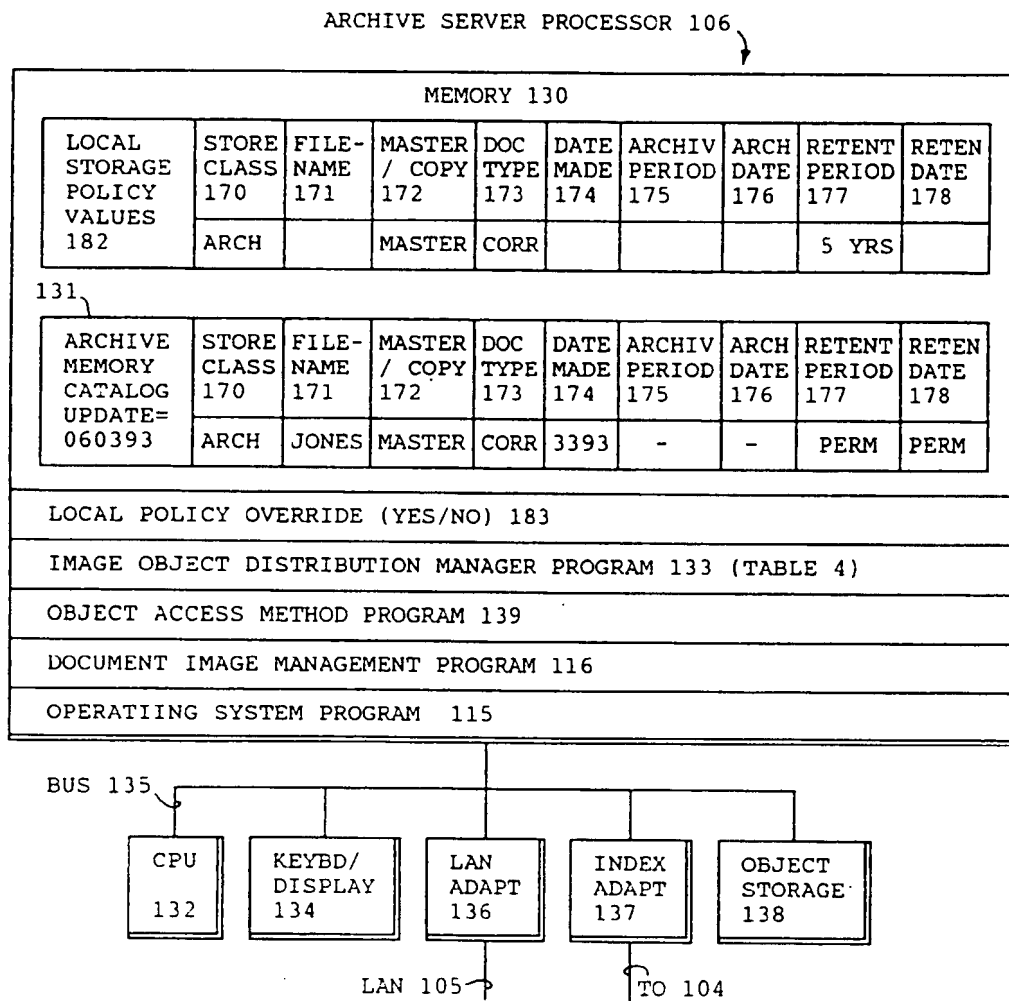 ARCHIVE SERVER PROCESSOR 106
MEMORY 130
LOCAL STORAGE POLICY VALUES 182
STORE CLASS 170
FILE-NAME 171
MASTER / COPY 172
DOC TYPE 173
DATE MADE 174
ARCHIV PERIOD 175
ARCH DATE 176
RETENT PERIOD 177
RETEN DATE 178
ARCH MASTER CORR 5 YRS
131
ARCHIVE MEMORY CATALOG UPDATE= 060393
STORE CLASS 170
FILE-NAME 171
MASTER / COPY 172
DOC TYPE 173
DATE MADE 174
ARCHIV PERIOD 175
ARCH DATE 176
RETENT PERIOD 177
RETEN DATE 178
ARCH JONES MASTER CORR 3393 - - PERM PERM
LOCAL POLICY OVERRIDE (YES/NO) 183
IMAGE OBJECT DISTRIBUTION MANAGER PROGRAM 133 (TABLE 4)
OBJECT ACCESS METHOD PROGRAM 139
DOCUMENT IMAGE MANAGEMENT PROGRAM 116
OPERATIING SYSTEM PROGRAM 115
BUS 135
CPU 132
KEYBD/ DISPLAY 134
LAN ADAPT 136
INDEX ADAPT 137
OBJECT STORAGE 138
LAN 105
TO 104